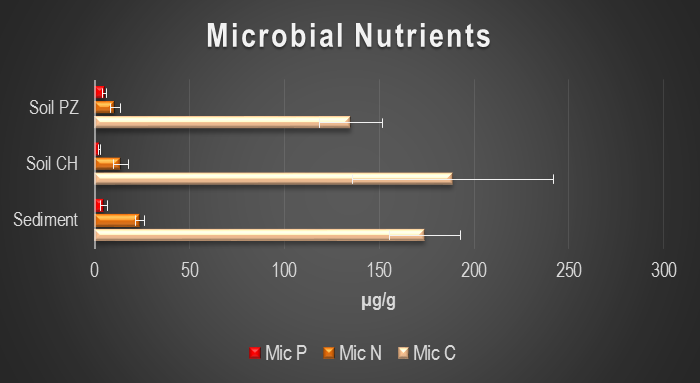 Microbial Nutrients
Soil PZ
Soil CH
Sediment
0 50 100 150 200 250 300
µg/g
Mic P Mic N Mic C